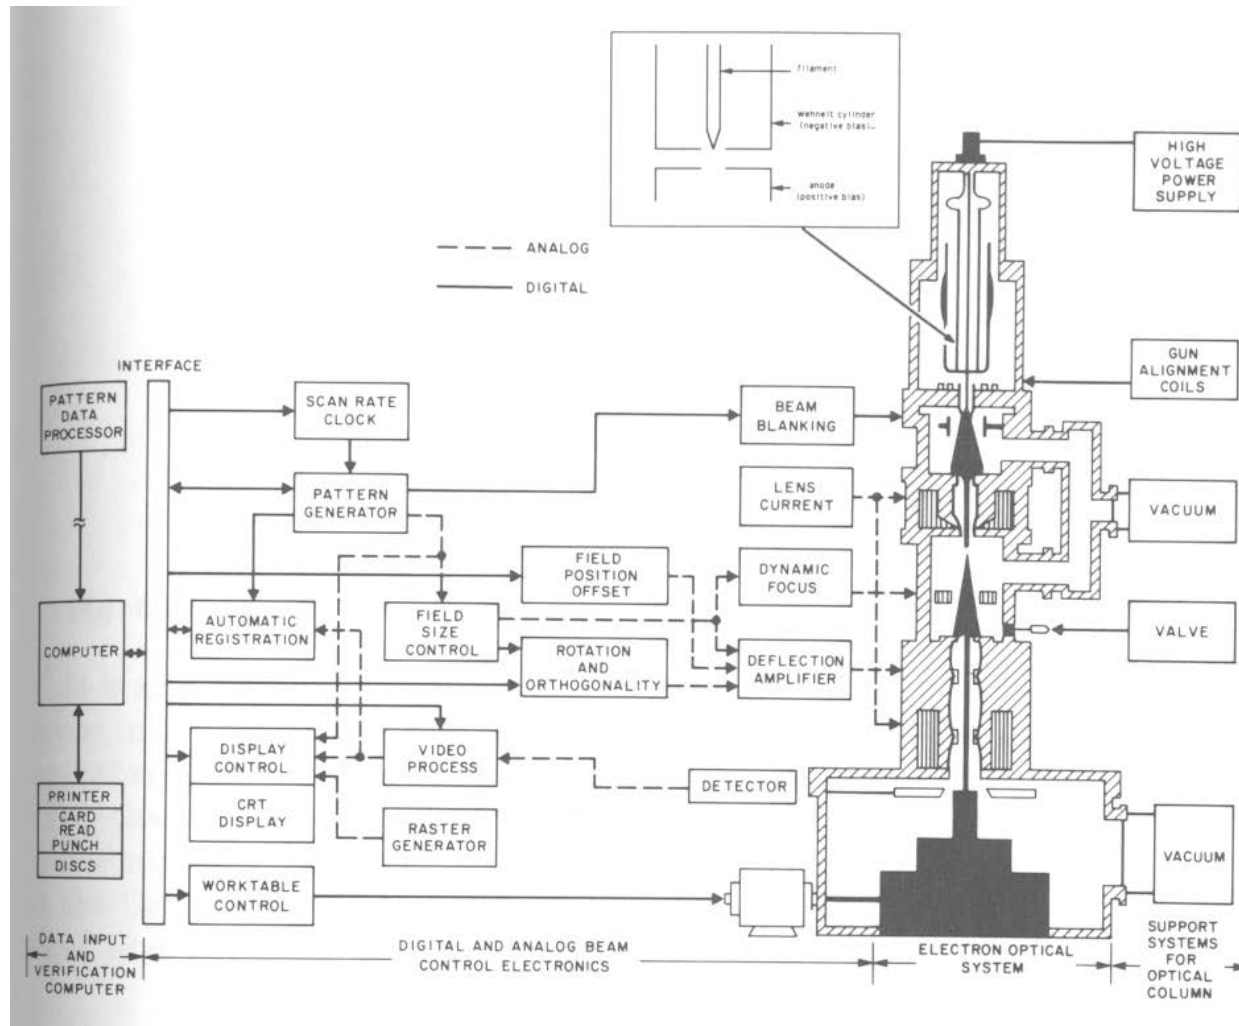 filament
wehnelt cylinder
(negative bias)
anode
(positive bias)
HIGH
VOLTAGE
POWER
SUPPLY
ANALOG
DIGITAL
INTERFACE
PATTERN
DATA
PROCESSOR
SCAN RATE
CLOCK
BEAM
BLANKING
GUN
ALIGNMENT
COILS
PATTERN
GENERATOR
LENS
CURRENT
VACUUM
FIELD
POSITION
OFFSET
DYNAMIC
FOCUS
AUTOMATIC
REGISTRATION
FIELD
SIZE
CONTROL
VALVE
COMPUTER
ROTATION
AND
ORTHOGONALITY
DEFLECTION
AMPLIFIER
DISPLAY
CONTROL
VIDEO
PROCESS
DETECTOR
PRINTER
CARD
READ
PUNCH
DISCS
CRT
DISPLAY
RASTER
GENERATOR
VACUUM
WORKTABLE
CONTROL
DATA INPUT
AND
VERIFICATION
COMPUTER
DIGITAL AND ANALOG BEAM
CONTROL ELECTRONICS
ELECTRON OPTICAL
SYSTEM
SUPPORT
SYSTEMS
FOR
OPTICAL
COLUMN